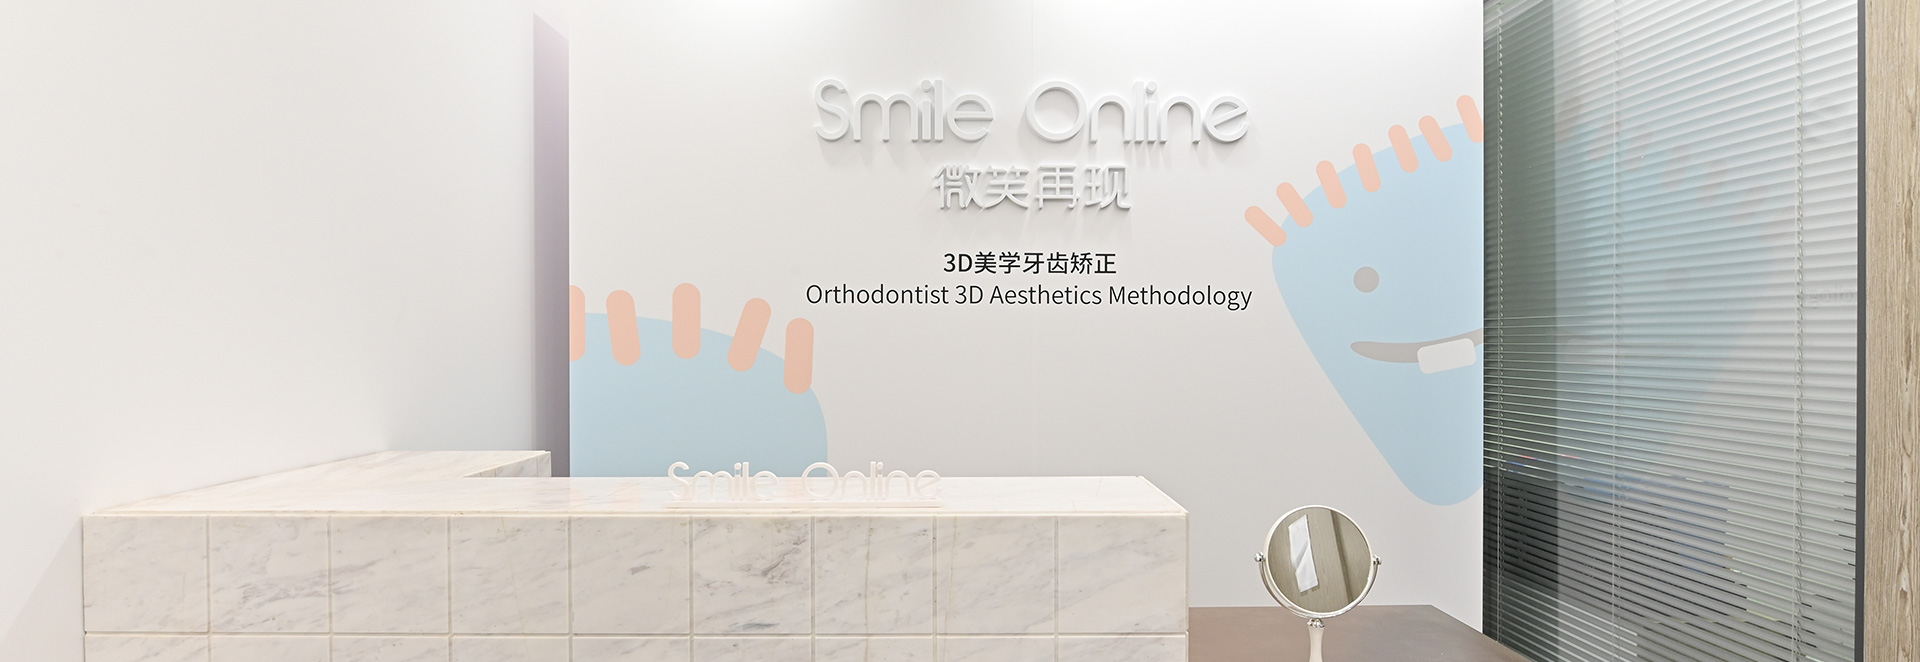 Smile Online
微笑再现
3D美学牙齿矫正
Orthodontist 3D Aesthetics Methodology
Smile Online